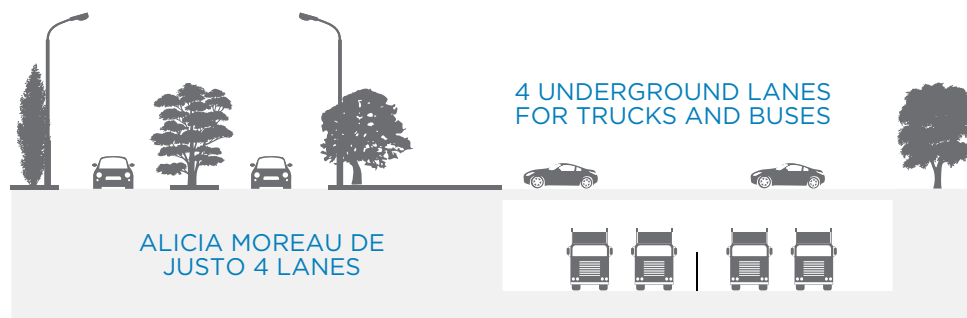 4 UNDERGROUND LANES
FOR TRUCKS AND BUSES
ALICIA MOREAU DE
JUSTO 4 LANES